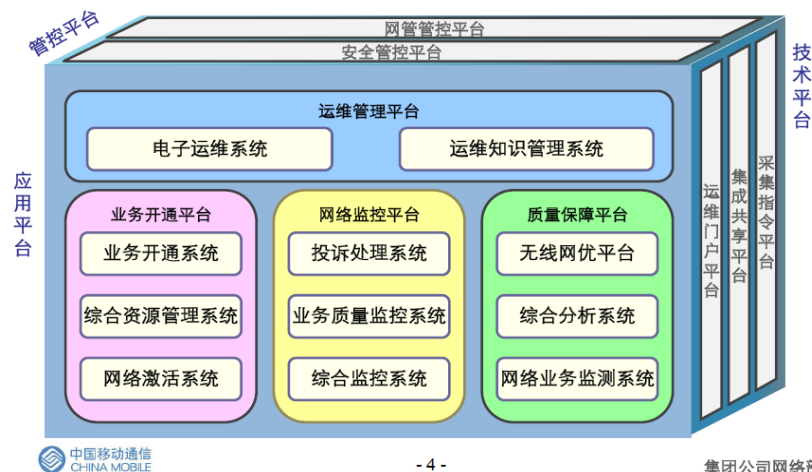 管控平台
网管管控平台
安全管控平台
技术平台
应用平台
运维管理平台
电子运维系统
运维知识管理系统
业务开通平台
业务开通系统
综合资源管理系统
网络激活系统
网络监控平台
投诉处理系统
业务质量监控系统
综合监控系统
质量保障平台
无线网优平台
综合分析系统
网络业务监测系统
运维门户平台
集成共享平台
采集指令平台
中国移动通信
CHINA MOBILE
- 4 -
集团公司网络